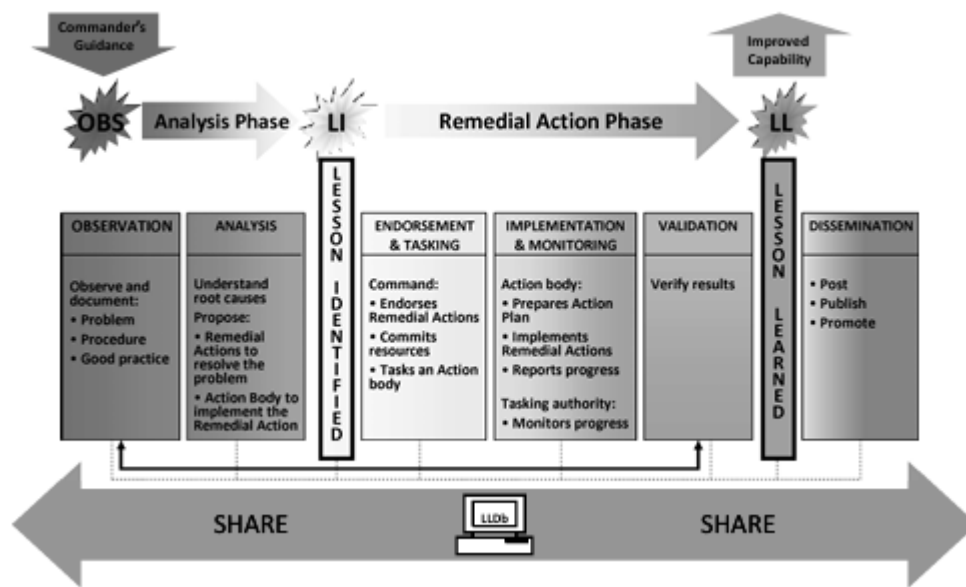 Commander's
Guidance
Improved
Capability
OBS
Analysis Phase
LI
Remedial Action Phase
LL
OBSERVATION
Observe and
document:
• Problem
• Procedure
• Good practice
ANALYSIS
Understand
root causes
Propose:
• Remedial
Actions to
resolve the
problem
• Action Body to
implement the
Remedial Action
LESSON IDENTIFIED
ENDORSEMENT
& TASKING
Command:
• Endorses
Remedial Actions
• Commits
resources
• Tasks an Action
body
IMPLEMENTATION
& MONITORING
Action body:
• Prepares Action
Plan
• Implements
Remedial Actions
• Reports progress
Tasking authority:
• Monitors progress
VALIDATION
Verify results
LESSON LEARNED
DISSEMINATION
• Post
• Publish
• Promote
SHARE
LLDb
SHARE